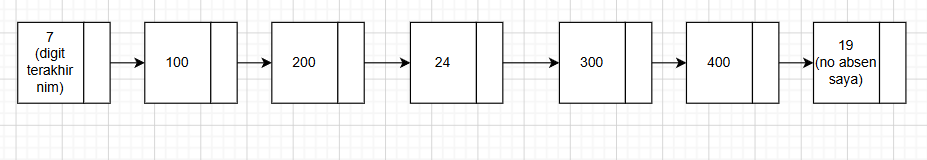 7
(digit
terakhir
nim)
100
200
24
300
400
19
(no absen
saya)